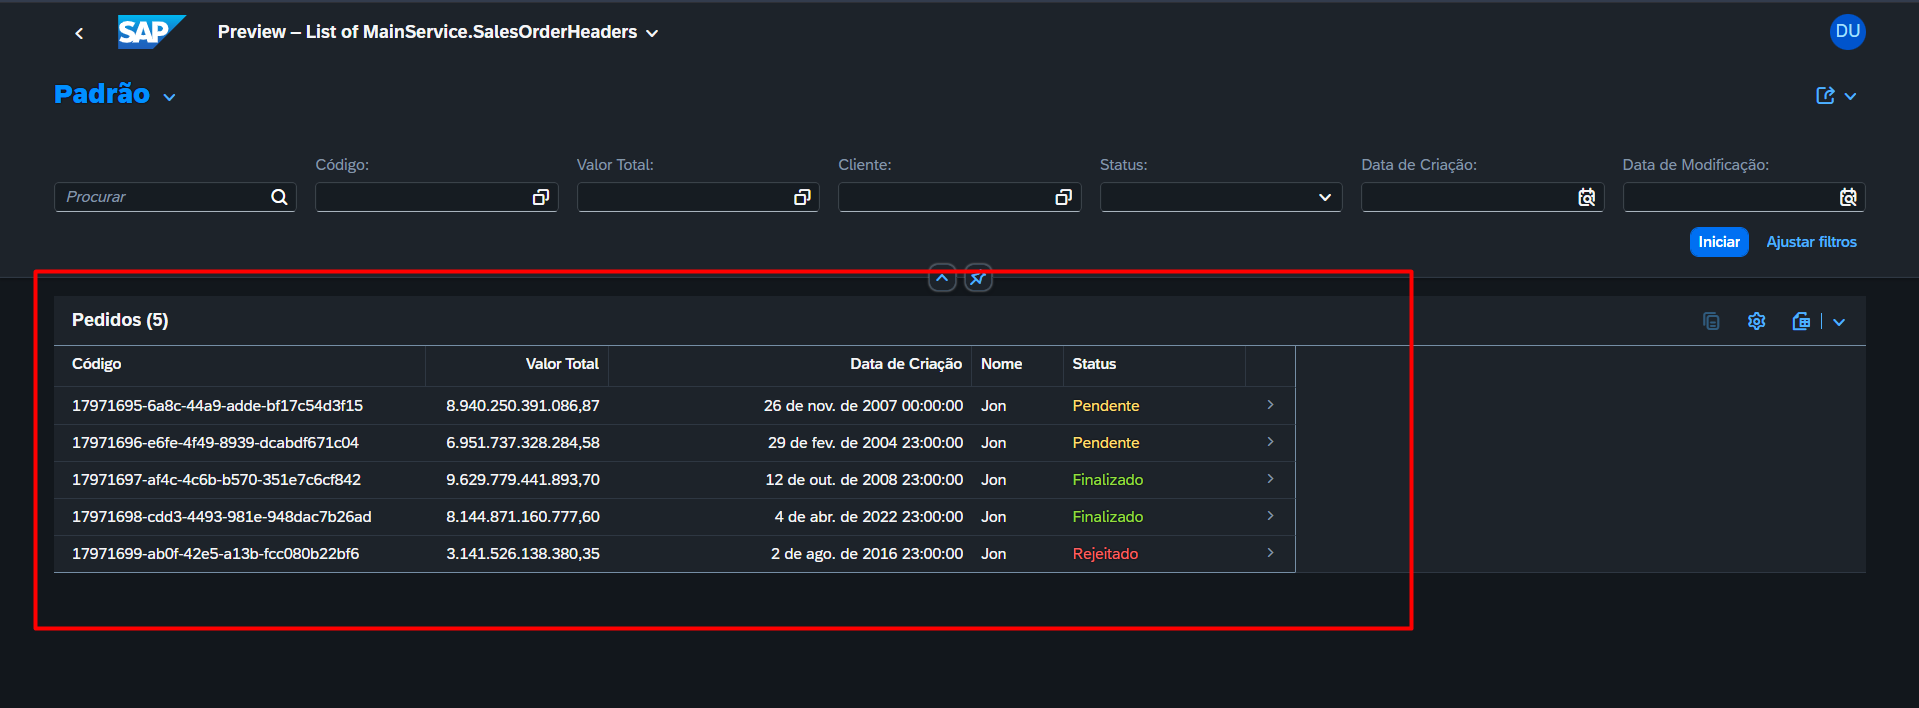 SAP Preview – List of MainService.SalesOrderHeaders
DU
Padrão
Procurar
Código:
Valor Total:
Cliente:
Status:
Data de Criação:
Data de Modificação:
Iniciar Ajustar filtros
Pedidos (5)
Código Valor Total Data de Criação Nome Status
17971695-6a8c-44a9-adde-bf17c54d3f15 8.940.250.391.086,87 26 de nov. de 2007 00:00:00 Jon Pendente
17971696-e6fe-4f49-8939-dcabdf671c04 6.951.737.328.284,58 29 de fev. de 2004 23:00:00 Jon Pendente
17971697-af4c-4c6b-b570-351e7c6cf842 9.629.779.441.893,70 12 de out. de 2008 23:00:00 Jon Finalizado
17971698-cdd3-4493-981e-948dac7b26ad 8.144.871.160.777,60 4 de abr. de 2022 23:00:00 Jon Finalizado
17971699-ab0f-42e5-a13b-fcc080b22bf6 3.141.526.138.380,35 2 de ago. de 2016 23:00:00 Jon Rejeitado